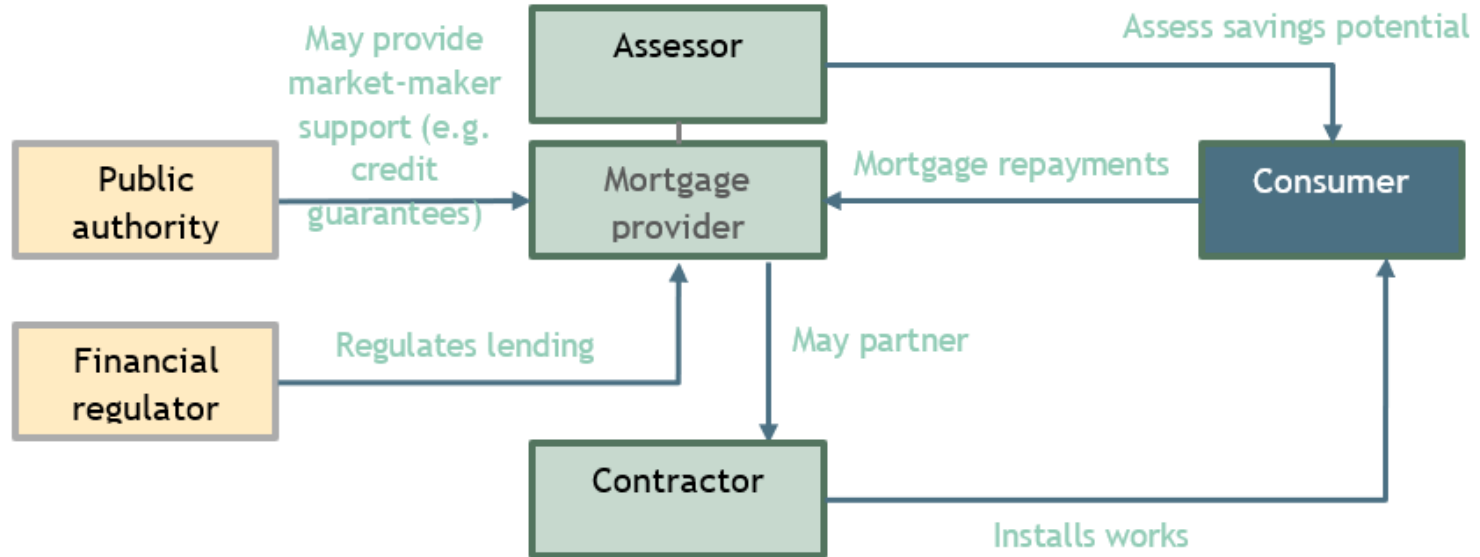 May provide
market-maker
support (e.g.
credit
guarantees)
Assessor
Assess savings potential
Public
authority
Mortgage
provider
Mortgage repayments
Consumer
Financial
regulator
Regulates lending
May partner
Contractor
Installs works